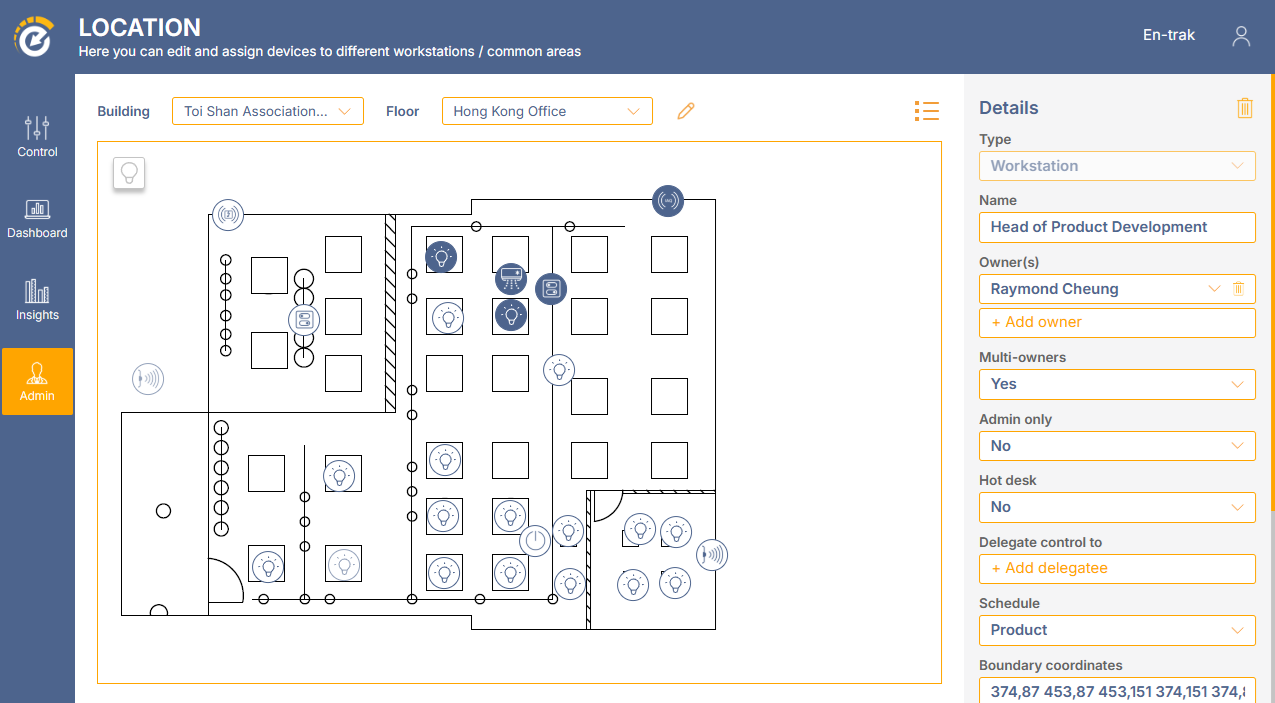 LOCATION
Here you can edit and assign devices to different workstations / common areas
En-trak
Control
Dashboard
Insights
Admin
Building
Toi Shan Association...
Floor
Hong Kong Office
Details
Type
Workstation
Name
Head of Product Development
Owner(s)
Raymond Cheung
+ Add owner
Multi-owners
Yes
Admin only
No
Hot desk
No
Delegate control to
+ Add delegatee
Schedule
Product
Boundary coordinates
374,87 453,87 453,151 374,151 374,